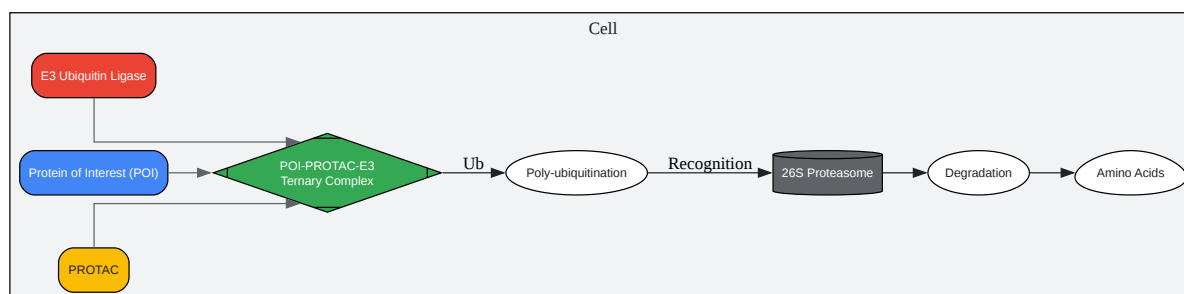 Cell
E3 Ubiquitin Ligase
Protein of Interest (POI)
PROTAC
POI-PROTAC-E3
Ternary Complex
Ub
Poly-ubiquitination
Recognition
26S Proteasome
Degradation
Amino Acids